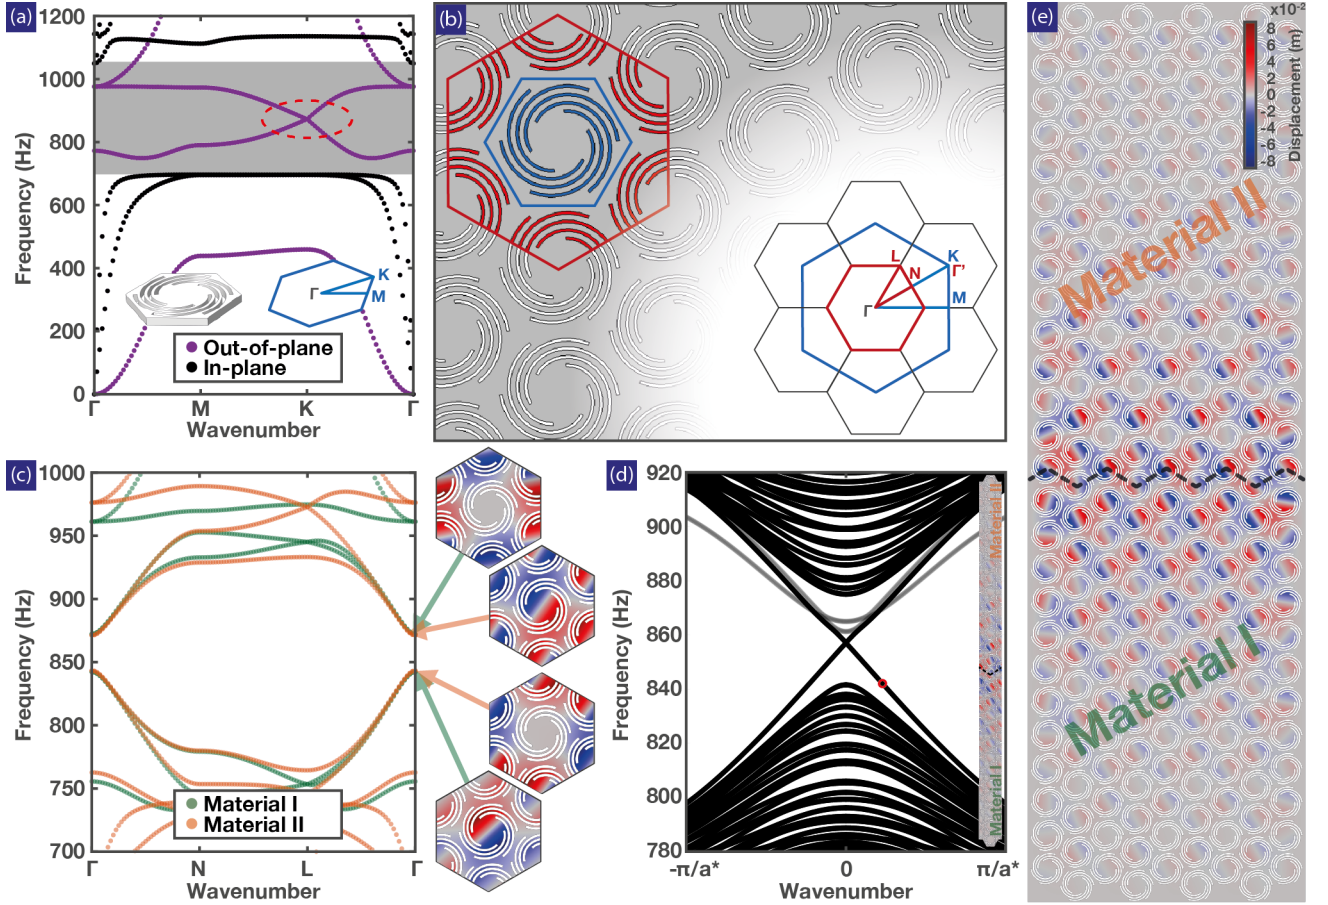 (a)
1200
1000
800
600
400
200
0
Frequency (Hz)
Γ
M
K
Γ
Wavenumber
Γ
K
M
Out-of-plane
In-plane
(b)
L
N
K
Γ'
Γ
M
(c)
1000
950
900
850
800
750
700
Frequency (Hz)
Γ
N
L
Γ
Wavenumber
Material I
Material II
(d)
920
900
880
860
840
820
800
780
Frequency (Hz)
-π/a*
0
π/a*
Wavenumber
Material II
Material I
(e)
x10-2
8
6
4
2
0
-2
-4
-6
-8
Displacement (m)
Material II
Material I